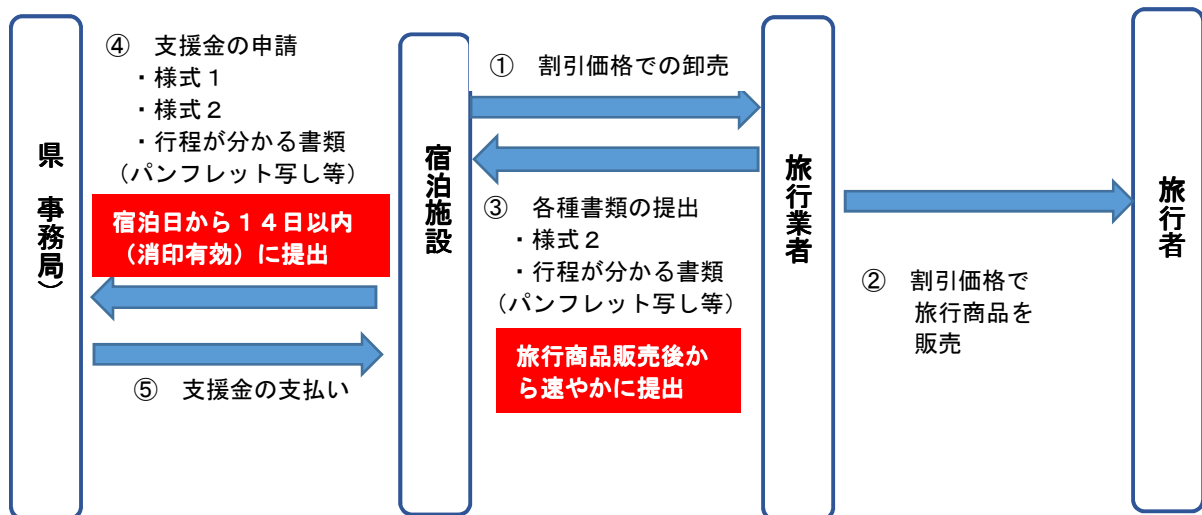 県 事務局）
④ 支援金の申請
・様式１
・様式２
・行程が分かる書類
（パンフレット写し等）
宿泊日から１４日以内
（消印有効）に提出
⑤ 支援金の支払い
宿泊施設
① 割引価格での卸売
③ 各種書類の提出
・様式２
・行程が分かる書類
（パンフレット写し等）
旅行商品販売後か
ら速やかに提出
旅行業者
② 割引価格で
旅行商品を
販売
旅行者